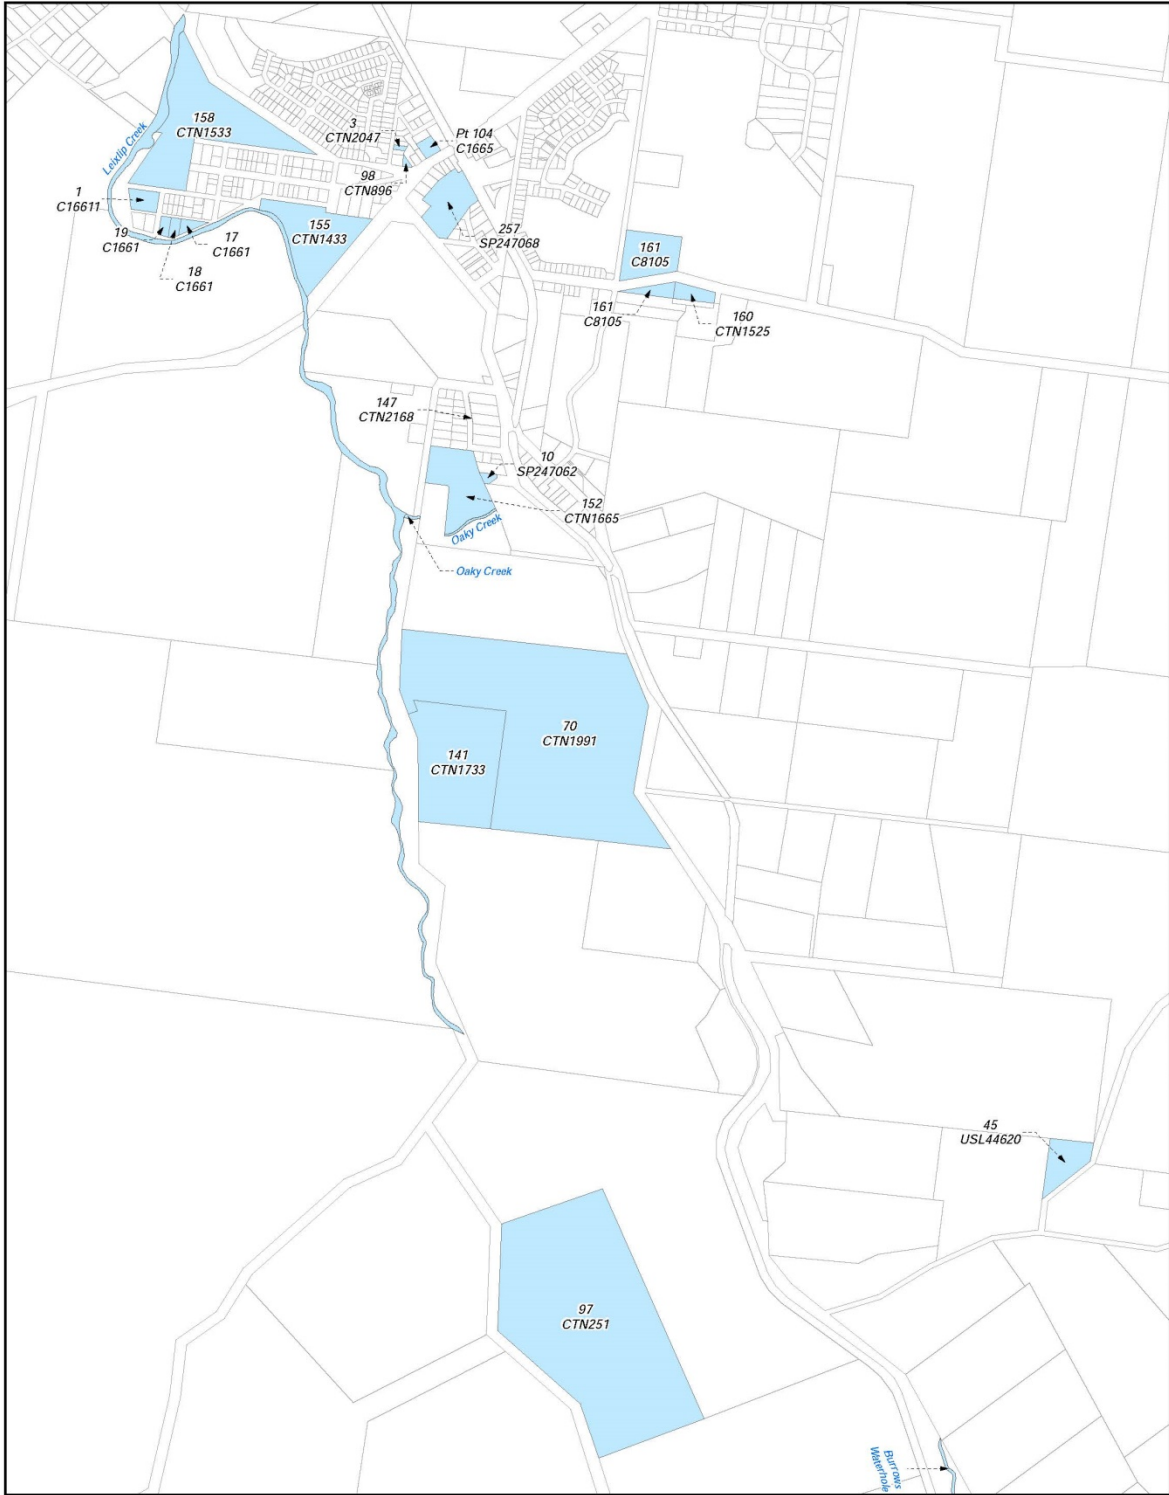 158
CTN1533
Leixlip Creek
3
CTN2047
Pt 104
C1665
98
CTN896
1
C16611
19
C1661
18
C1661
17
C1661
155
CTN1433
257
SP247068
161
C8105
161
C8105
160
CTN1525
147
CTN2168
10
SP247062
152
CTN1665
Oaky Creek
Oaky Creek
70
CTN1991
141
CTN1733
45
USL44620
97
CTN251
Burrows
Waterhole